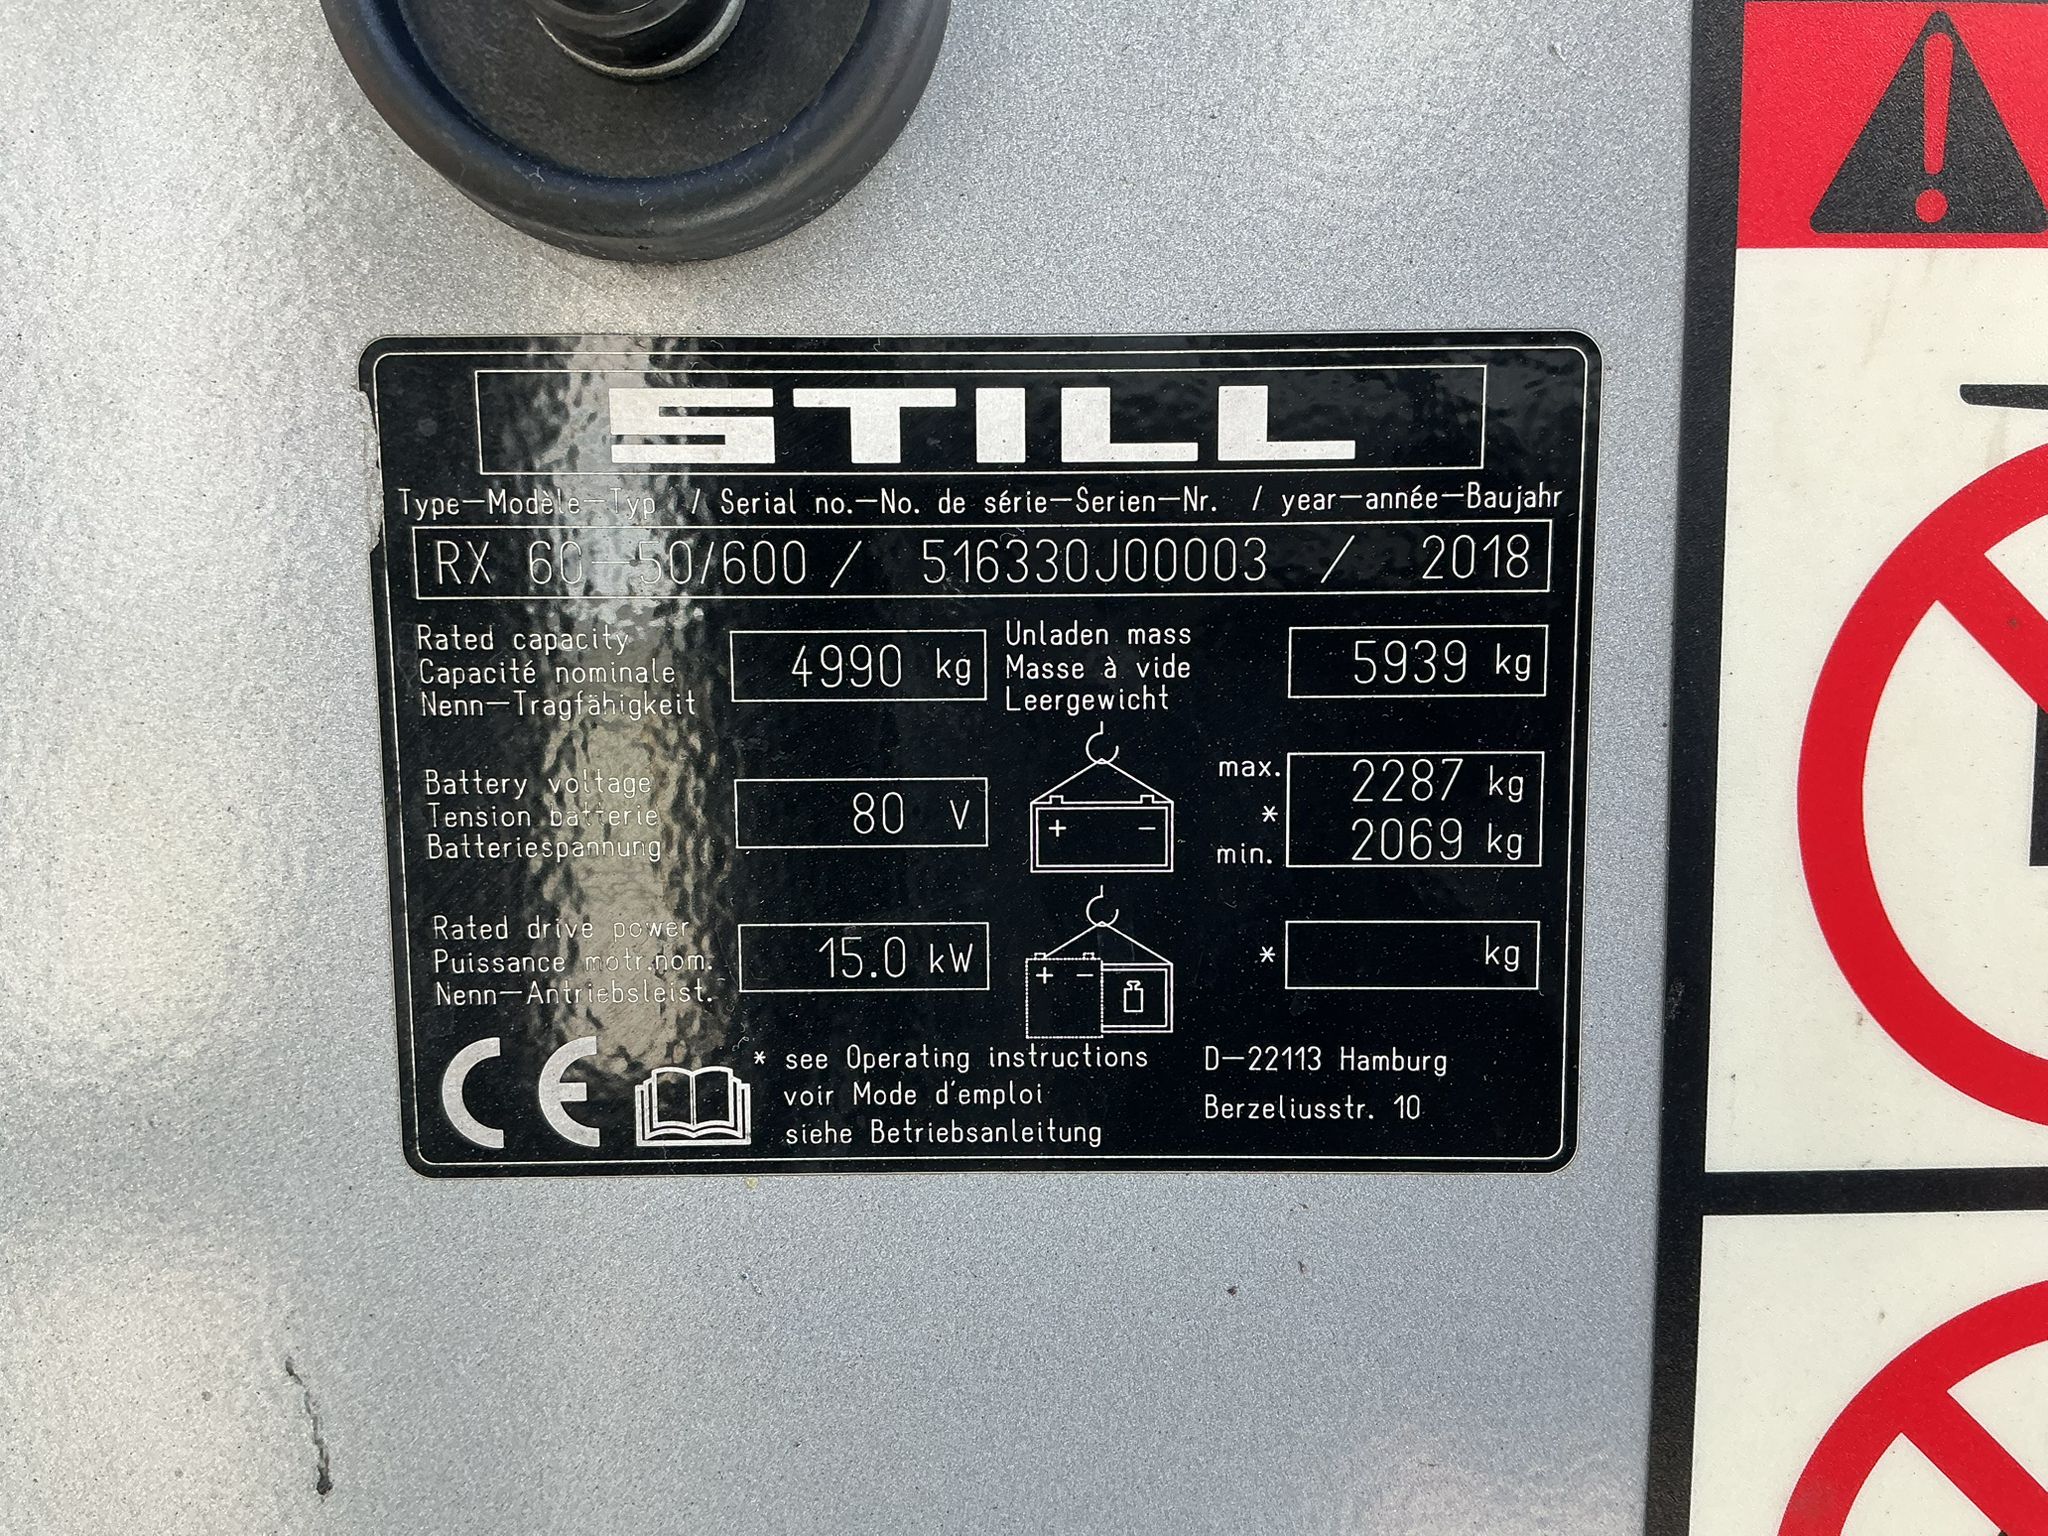 STILL
Type-Modèle-Typ / Serial no.-No. de série-Serien-Nr. / year-année-Baujahr
RX 60-50/600 / 516330J00003 / 2018
Rated capacity
Capacité nominale
Nenn-Tragfähigkeit
4990 kg
Unladen mass
Masse à vide
Leergewicht
5939 kg
Battery voltage
Tension batterie
Batteriespannung
80 V
+ -
max. 2287 kg
*
min. 2069 kg
Rated drive power
Puissance motr.nom.
Nenn-Antriebsleist.
15.0 kW
+ -
* kg
CE
* see Operating instructions
voir Mode d'emploi
siehe Betriebsanleitung
D-22113 Hamburg
Berzeliusstr. 10